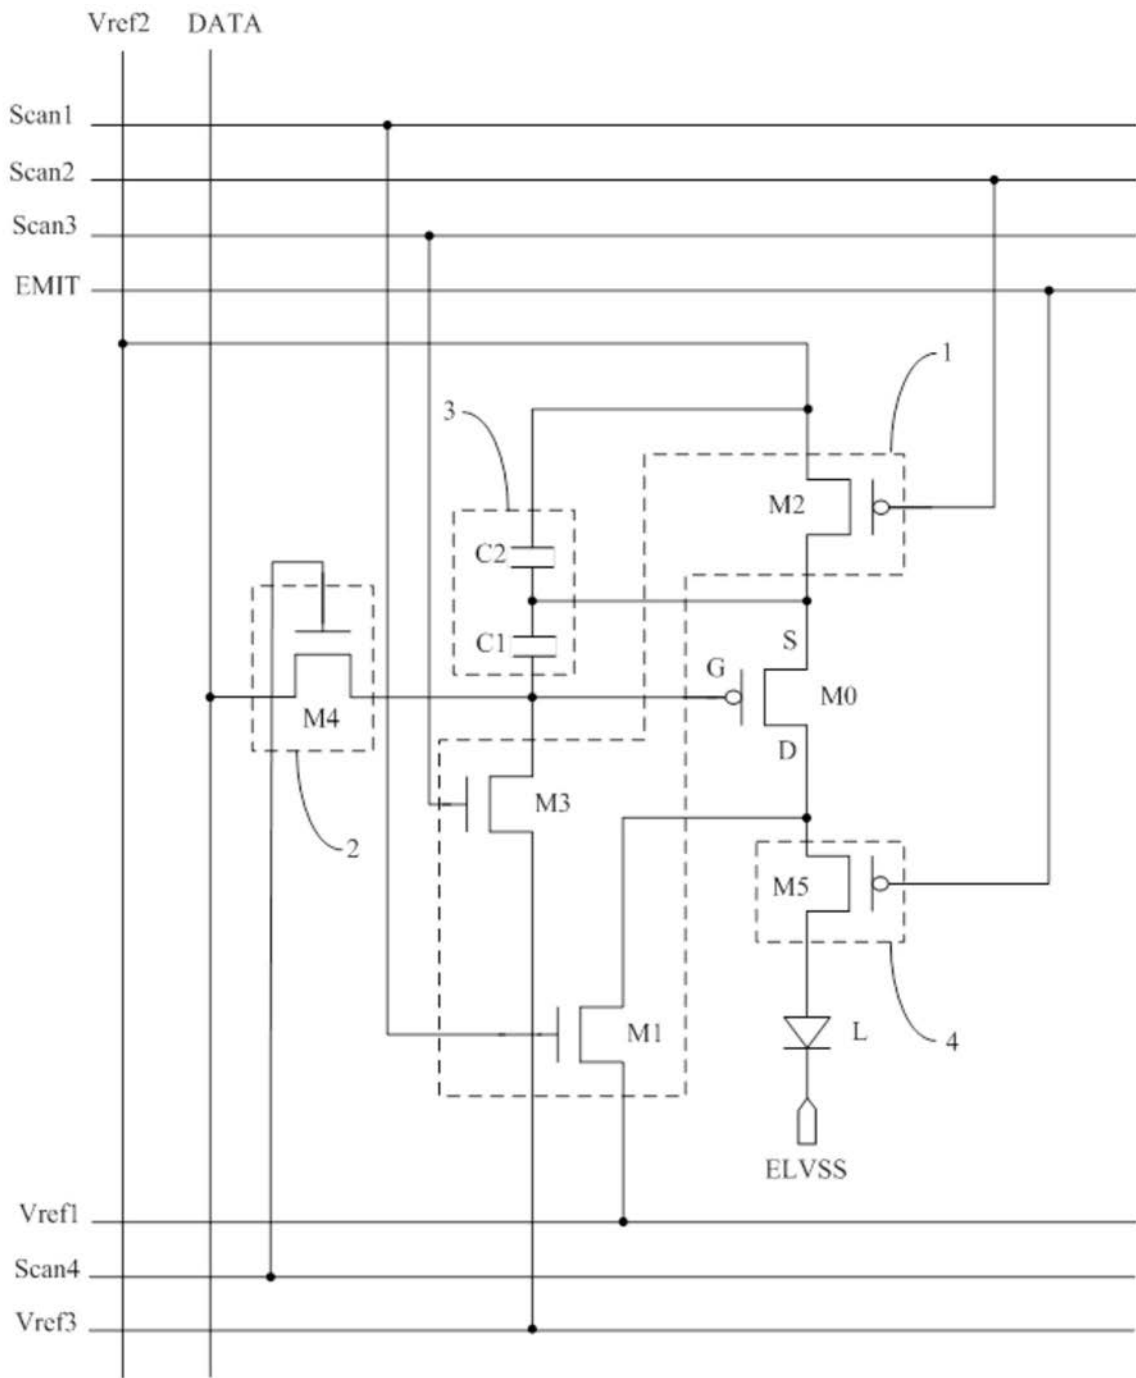 Vref2 DATA
Scan1
Scan2
Scan3
EMIT
1
3
M2
C2
C1
S
G
M0
M4
D
M3
2
M5
M1
L
4
ELVSS
Vref1
Scan4
Vref3